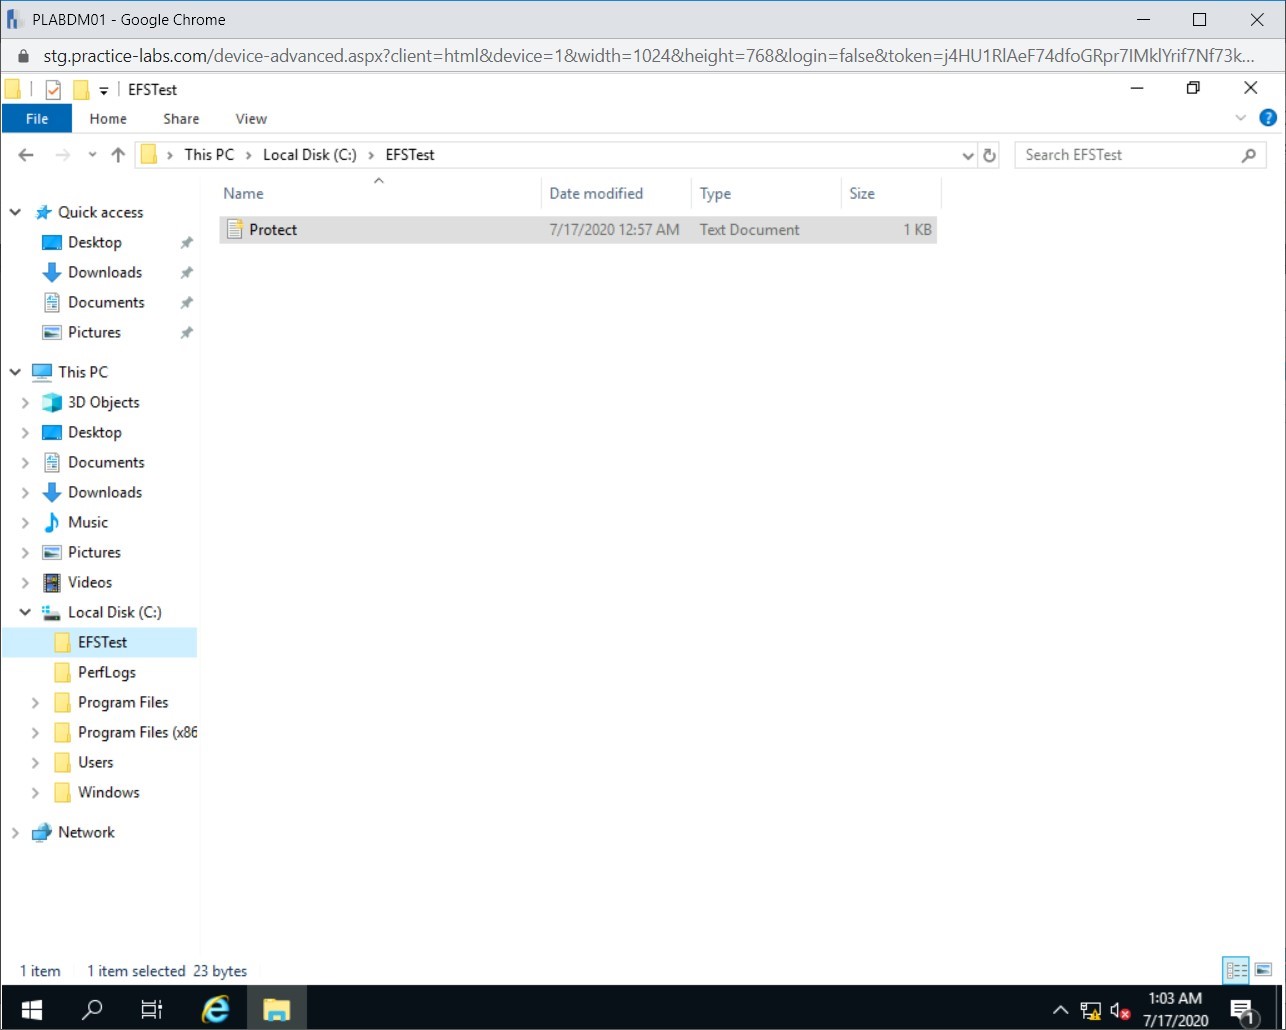 PLABDM01 - Google Chrome
stg.practice-labs.com/device-advanced.aspx?client=html&device=1&width=1024&height=768&login=false&token=j4HU1RlAeF74dfoGRpr7IMklYrif7Nf73k...
EFSTest
File Home Share View
This PC Local Disk (C:) EFSTest Search EFSTest
Name Date modified Type Size
Protect 7/17/2020 12:57 AM Text Document 1 KB
Quick access
Desktop
Downloads
Documents
Pictures
This PC
3D Objects
Desktop
Documents
Downloads
Music
Pictures
Videos
Local Disk (C:)
EFSTest
PerfLogs
Program Files
Program Files (x86
Users
Windows
Network
1 item 1 item selected 23 bytes
1:03 AM
7/17/2020
1